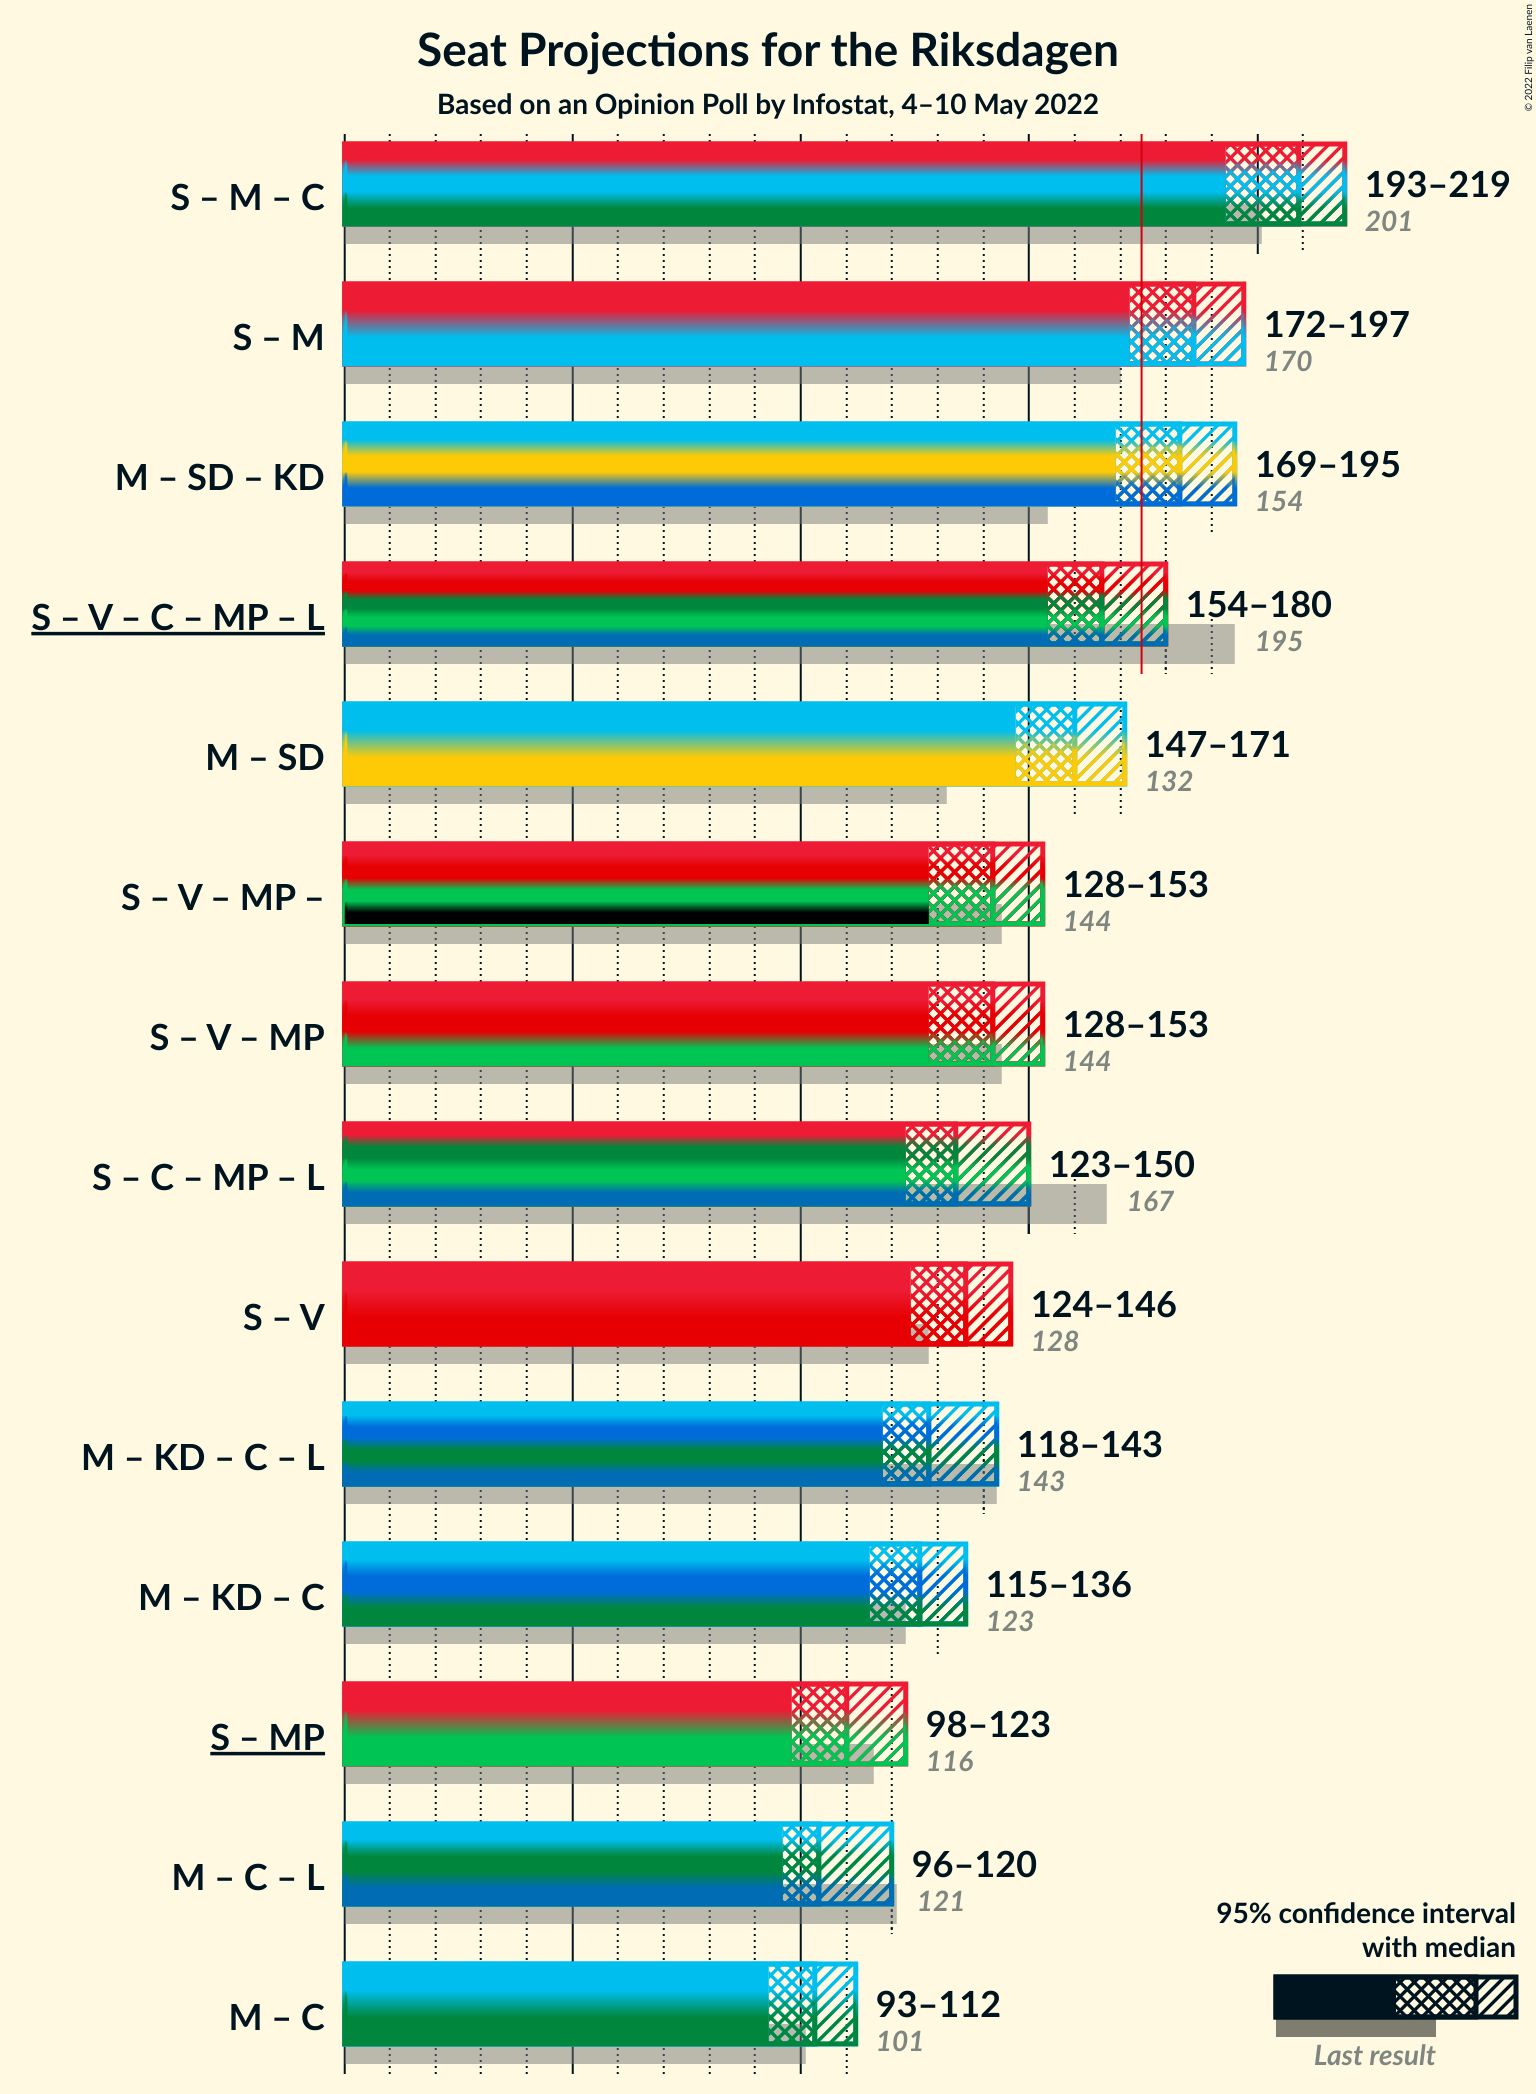 Seat Projections for the Riksdagen
Based on an Opinion Poll by Infostat, 4–10 May 2022
© 2022 Filip van Laenen
S – M – C
193–219
201
S – M
172–197
170
M – SD – KD
169–195
154
S – V – C – MP – L
154–180
195
M – SD
147–171
132
S – V – MP –
128–153
144
S – V – MP
128–153
144
S – C – MP – L
123–150
167
S – V
124–146
128
M – KD – C – L
118–143
143
M – KD – C
115–136
123
S – MP
98–123
116
M – C – L
96–120
121
M – C
93–112
101
95% confidence interval
with median
Last result